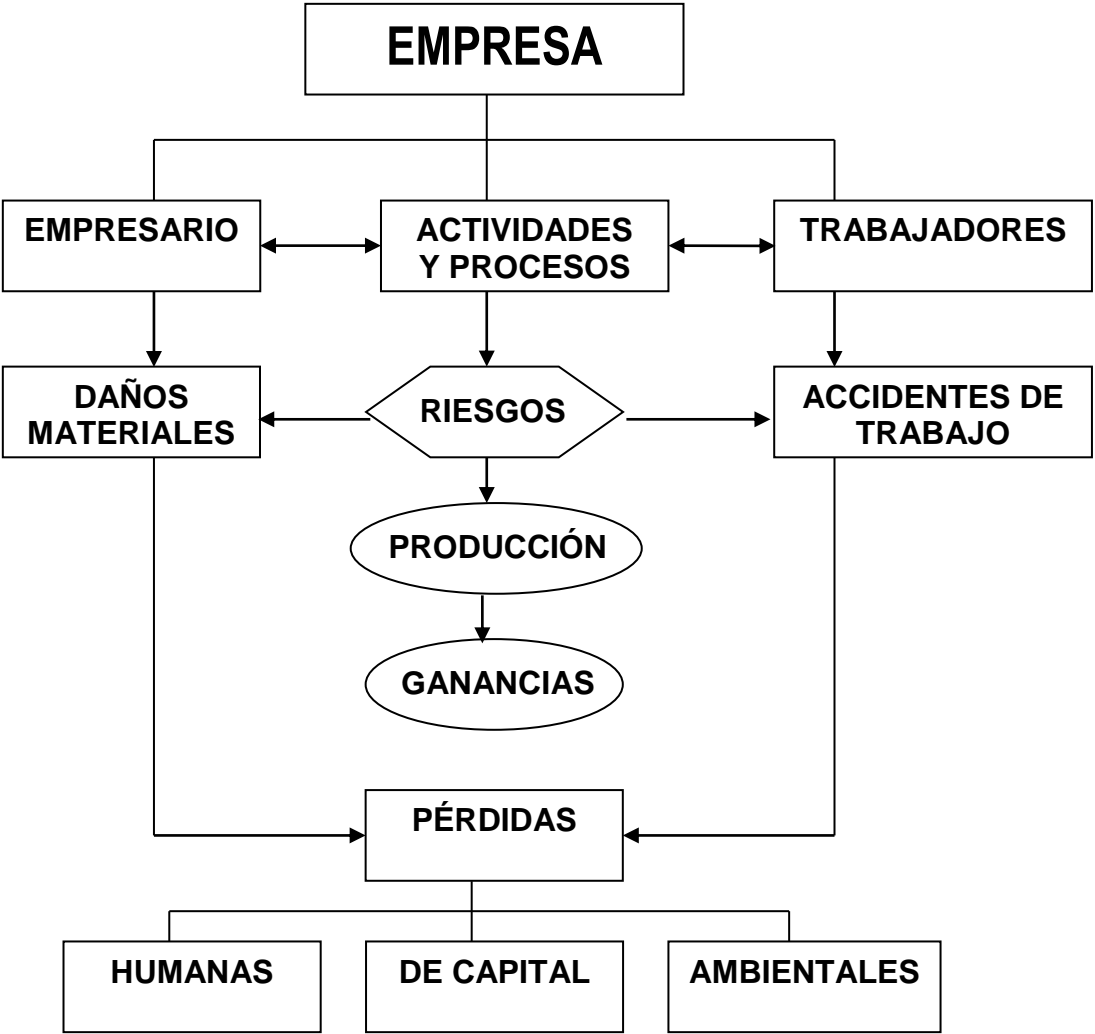 EMPRESA
EMPRESARIO
ACTIVIDADES
Y PROCESOS
TRABAJADORES
DAÑOS
MATERIALES
RIESGOS
ACCIDENTES DE
TRABAJO
PRODUCCIÓN
GANANCIAS
PÉRDIDAS
HUMANAS
DE CAPITAL
AMBIENTALES